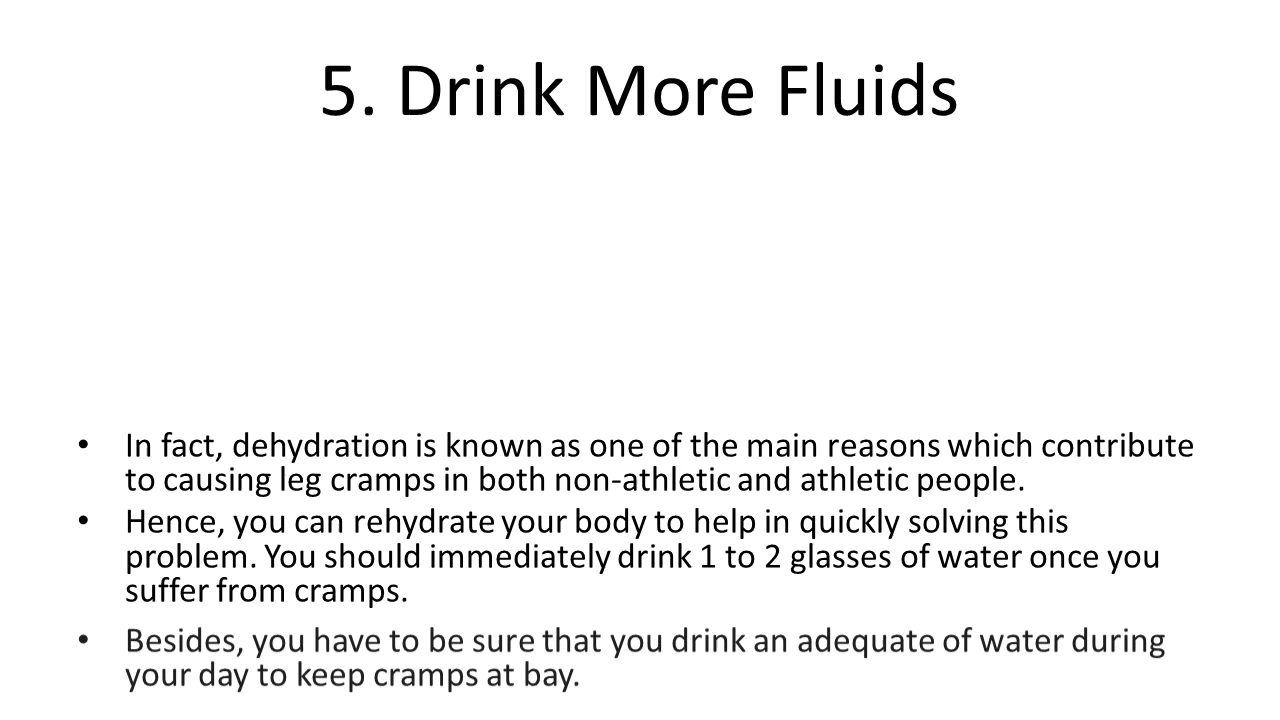 5. Drink More Fluids
• In fact, dehydration is known as one of the main reasons which contribute
to causing leg cramps in both non-athletic and athletic people.
• Hence, you can rehydrate your body to help in quickly solving this
problem. You should immediately drink 1 to 2 glasses of water once you
suffer from cramps.
• Besides, you have to be sure that you drink an adequate of water during
your day to keep cramps at bay.